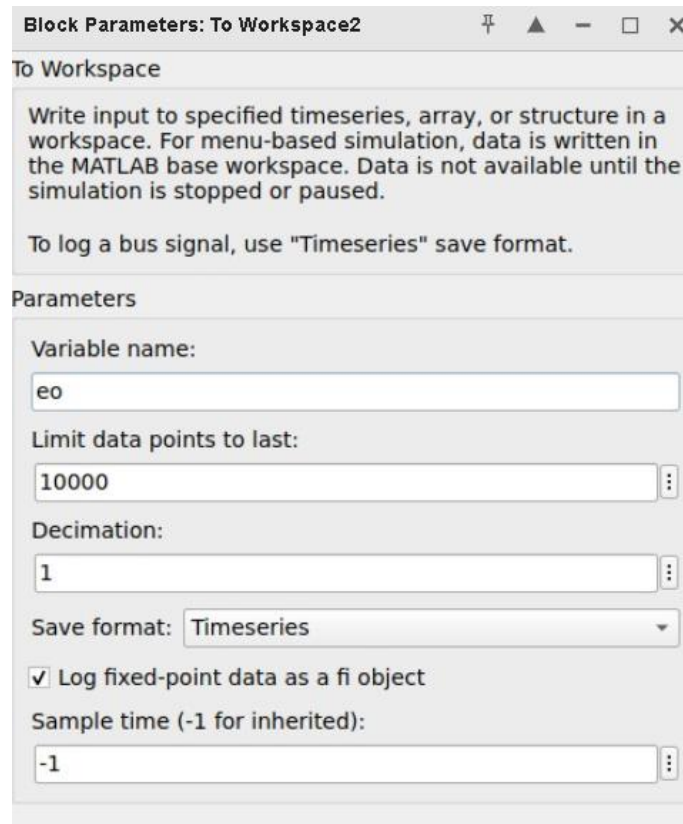 Block Parameters: To Workspace2
To Workspace
Write input to specified timeseries, array, or structure in a
workspace. For menu-based simulation, data is written in
the MATLAB base workspace. Data is not available until the
simulation is stopped or paused.
To log a bus signal, use "Timeseries" save format.
Parameters
Variable name:
eo
Limit data points to last:
10000
Decimation:
1
Save format: Timeseries
Log fixed-point data as a fi object
Sample time (-1 for inherited):
-1